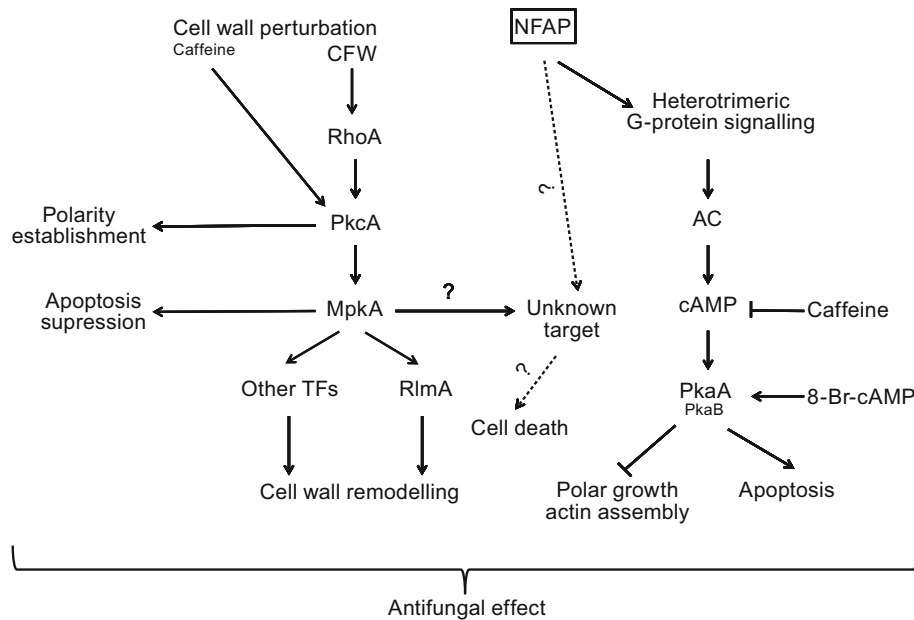 Cell wall perturbation
Caffeine
CFW
NFAP
Heterotrimeric
G-protein signalling
RhoA
?
Polarity
establishment
PkcA
AC
Apoptosis
supression
MpkA
?
Unknown
target
cAMP
Caffeine
?
Other TFs
RlmA
PkaA
PkaB
8-Br-cAMP
Cell death
Cell wall remodelling
Polar growth
actin assembly
Apoptosis
Antifungal effect